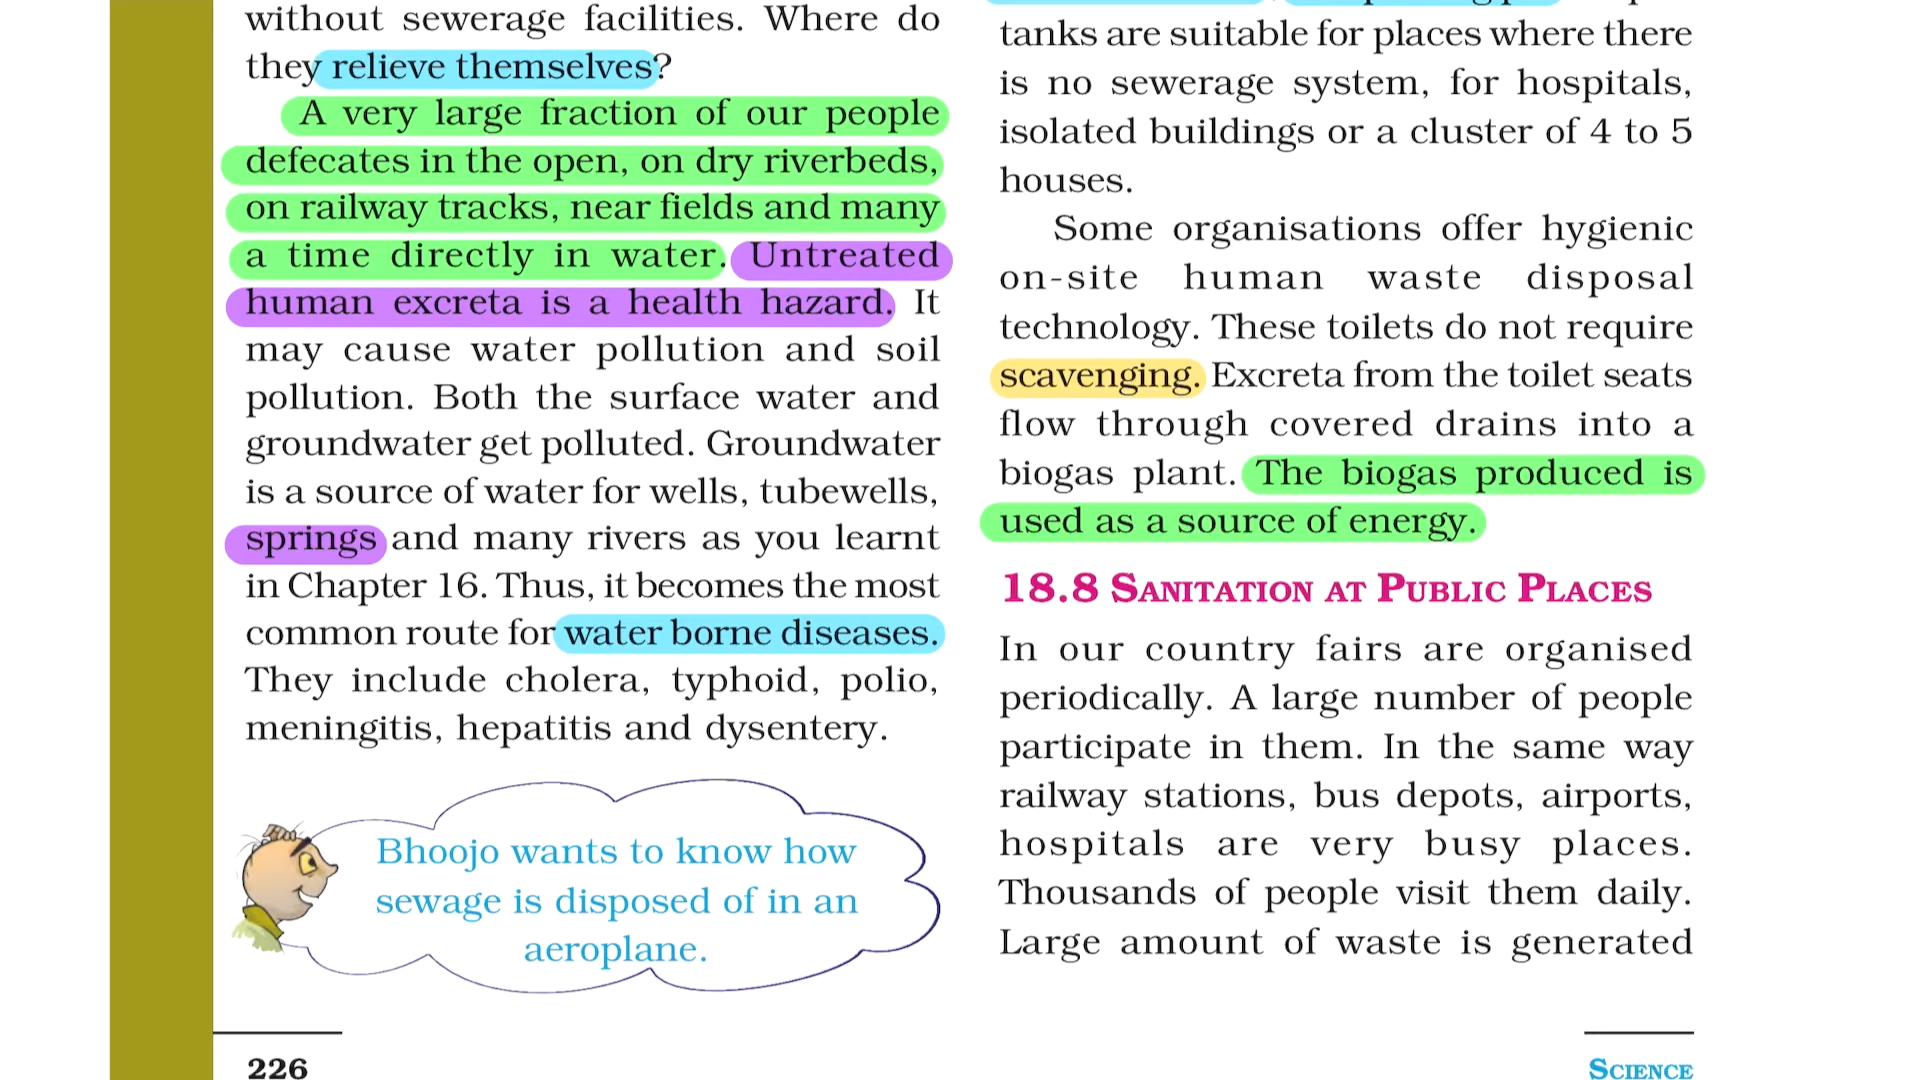 without sewerage facilities. Where do
they relieve themselves?
A very large fraction of our people
defecates in the open, on dry riverbeds,
on railway tracks, near fields and many
a time directly in water. Untreated
human excreta is a health hazard. It
may cause water pollution and soil
pollution. Both the surface water and
groundwater get polluted. Groundwater
is a source of water for wells, tubewells,
springs and many rivers as you learnt
in Chapter 16. Thus, it becomes the most
common route for water borne diseases.
They include cholera, typhoid, polio,
meningitis, hepatitis and dysentery.
Bhoojo wants to know how
sewage is disposed of in an
aeroplane.
226
tanks are suitable for places where there
is no sewerage system, for hospitals,
isolated buildings or a cluster of 4 to 5
houses.
Some organisations offer hygienic
on-site human waste disposal
technology. These toilets do not require
scavenging. Excreta from the toilet seats
flow through covered drains into a
biogas plant. The biogas produced is
used as a source of energy.
18.8 SANITATION AT PUBLIC PLACES
In our country fairs are organised
periodically. A large number of people
participate in them. In the same way
railway stations, bus depots, airports,
hospitals are very busy places.
Thousands of people visit them daily.
Large amount of waste is generated
SCIENCE